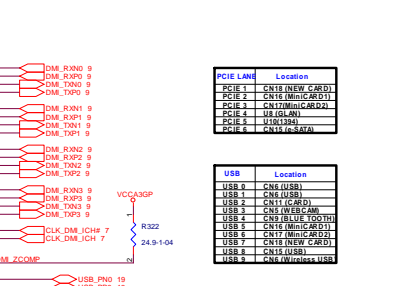 DMI_RXN0 9
DMI_RXP0 9
DMI_TXN0 9
DMI_TXP0 9
DMI_RXN1 9
DMI_RXP1 9
DMI_TXN1 9
DMI_TXP1 9
DMI_RXN2 9
DMI_RXP2 9
DMI_TXN2 9
DMI_TXP2 9
DMI_RXN3 9
DMI_RXP3 9
DMI_TXN3 9
DMI_TXP3 9
CLK_DMI_ICH# 7
CLK_DMI_ICH 7
MI_ZCOMP
USB_PN0 19
VCCA3GP
1
R322
24.9-1-04
2
PCIE LANE Location
PCIE 1 CN18 (NEW CARD)
PCIE 2 CN16 (MiniCARD1)
PCIE 3 CN17(MiniCARD2)
PCIE 4 U8 (GLAN)
PCIE 5 U10(1394)
PCIE 6 CN15 (e-SATA)
USB Location
USB 0 CN6 (USB)
USB 1 CN6 (USB)
USB 2 CN11 (CARD)
USB 3 CN5 (WEBCAM)
USB 4 CN9 (BLUE TOOTH)
USB 5 CN16 (MiniCARD1)
USB 6 CN17 (MiniCARD2)
USB 7 CN18 (NEW CARD)
USB 8 CN15 (USB)
USB 9 CN6 (Wireless USB)